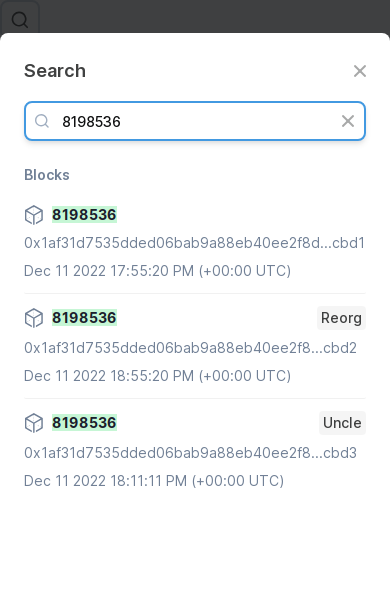 Search
8198536
Blocks
8198536
0x1af31d7535dded06bab9a88eb40ee2f8d...cbd1
Dec 11 2022 17:55:20 PM (+00:00 UTC)
8198536 Reorg
0x1af31d7535dded06bab9a88eb40ee2f8...cbd2
Dec 11 2022 18:55:20 PM (+00:00 UTC)
8198536 Uncle
0x1af31d7535dded06bab9a88eb40ee2f8...cbd3
Dec 11 2022 18:11:11 PM (+00:00 UTC)